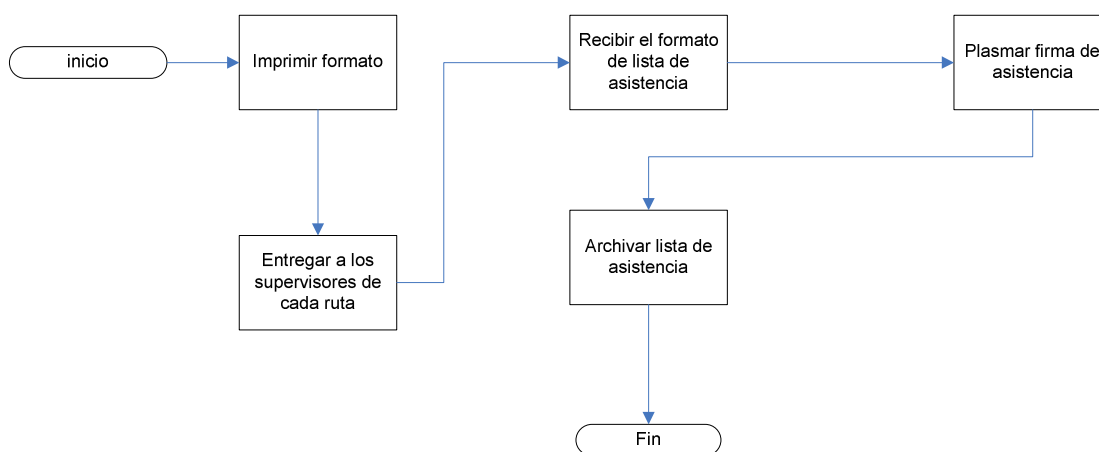 inicio
Imprimir formato
Entregar a los
supervisores de
cada ruta
Recibir el formato
de lista de
asistencia
Plasmar firma de
asistencia
Archivar lista de
asistencia
Fin